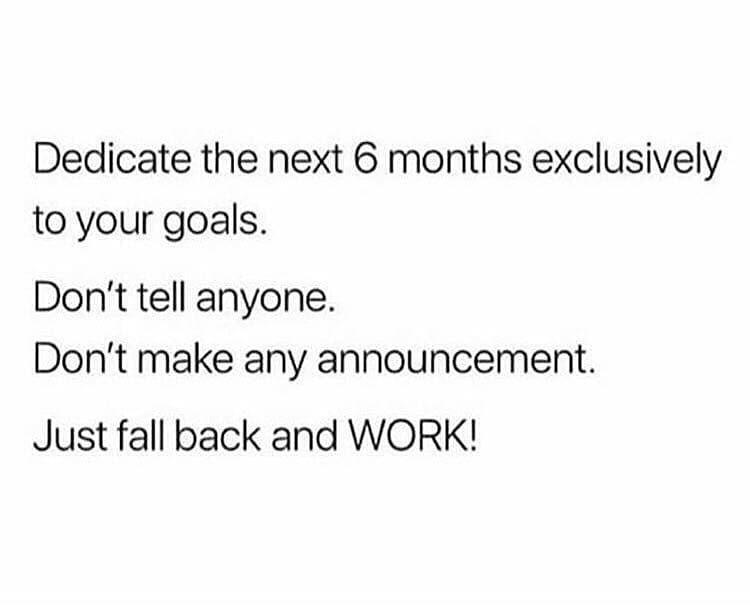 Dedicate the next 6 months exclusively
to your goals.
Don't tell anyone.
Don't make any announcement.
Just fall back and WORK!